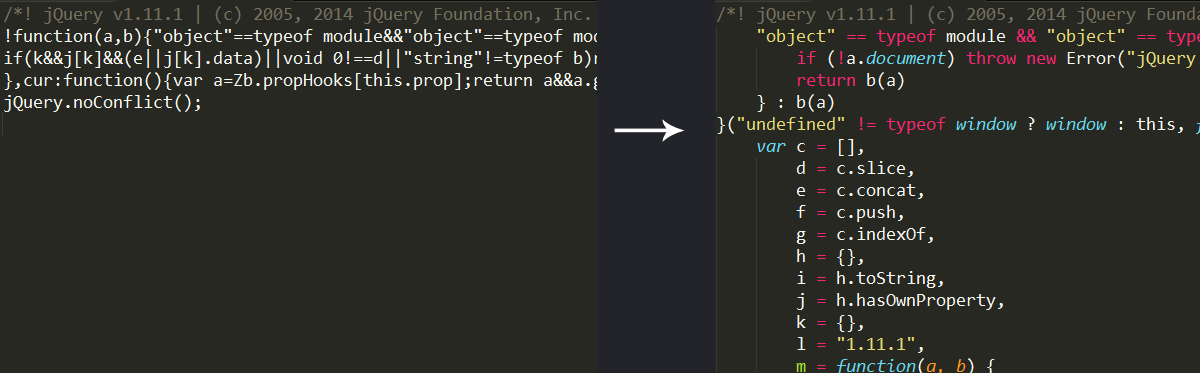 /*! jQuery v1.11.1 | (c) 2005, 2014 jQuery Foundation, Inc.
!function(a,b){"object"==typeof module&&"object"==typeof
if(k&&j[k]&&(e||j[k].data)||void 0!==d||"string"!=typeof b)
},cur:function(){var a=Zb.propHooks[this.prop];return a&&a.
jQuery.noConflict();
/*! jQuery v1.11.1 | (c) 2005, 2014 jQuery
"object" == typeof module && "object" ==
if (!a.document) throw new Error("jQuery
return b(a)
} : b(a)
}("undefined" != typeof window ? window : this,
var c = [],
d = c.slice,
e = c.concat,
f = c.push,
g = c.indexOf,
h = {},
i = h.toString,
j = h.hasOwnProperty,
k = {},
l = "1.11.1",
m = function(a, b) {